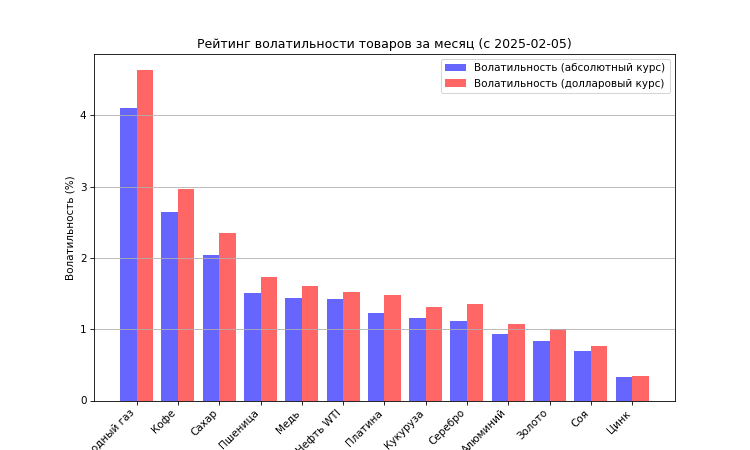 Рейтинг волатильности товаров за месяц (с 2025-02-05)
Волатильность (абсолютный курс)
Волатильность (долларовый курс)
Волатильность (%)
4
3
2
1
0
одный газ
Кофе
Сахар
Пшеница
Медь
Нефть WTI
Платина
Кукуруза
Серебро
Алюминий
Золото
Соя
Цинк